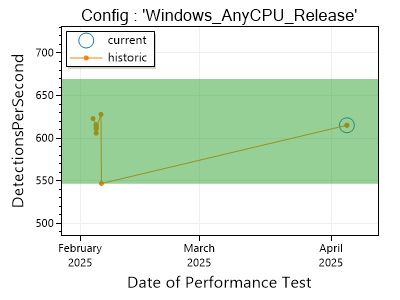 Config : 'Windows_AnyCPU_Release'
current
historic
DetectionsPerSecond
700
650
600
550
500
February
2025
March
2025
April
2025
Date of Performance Test